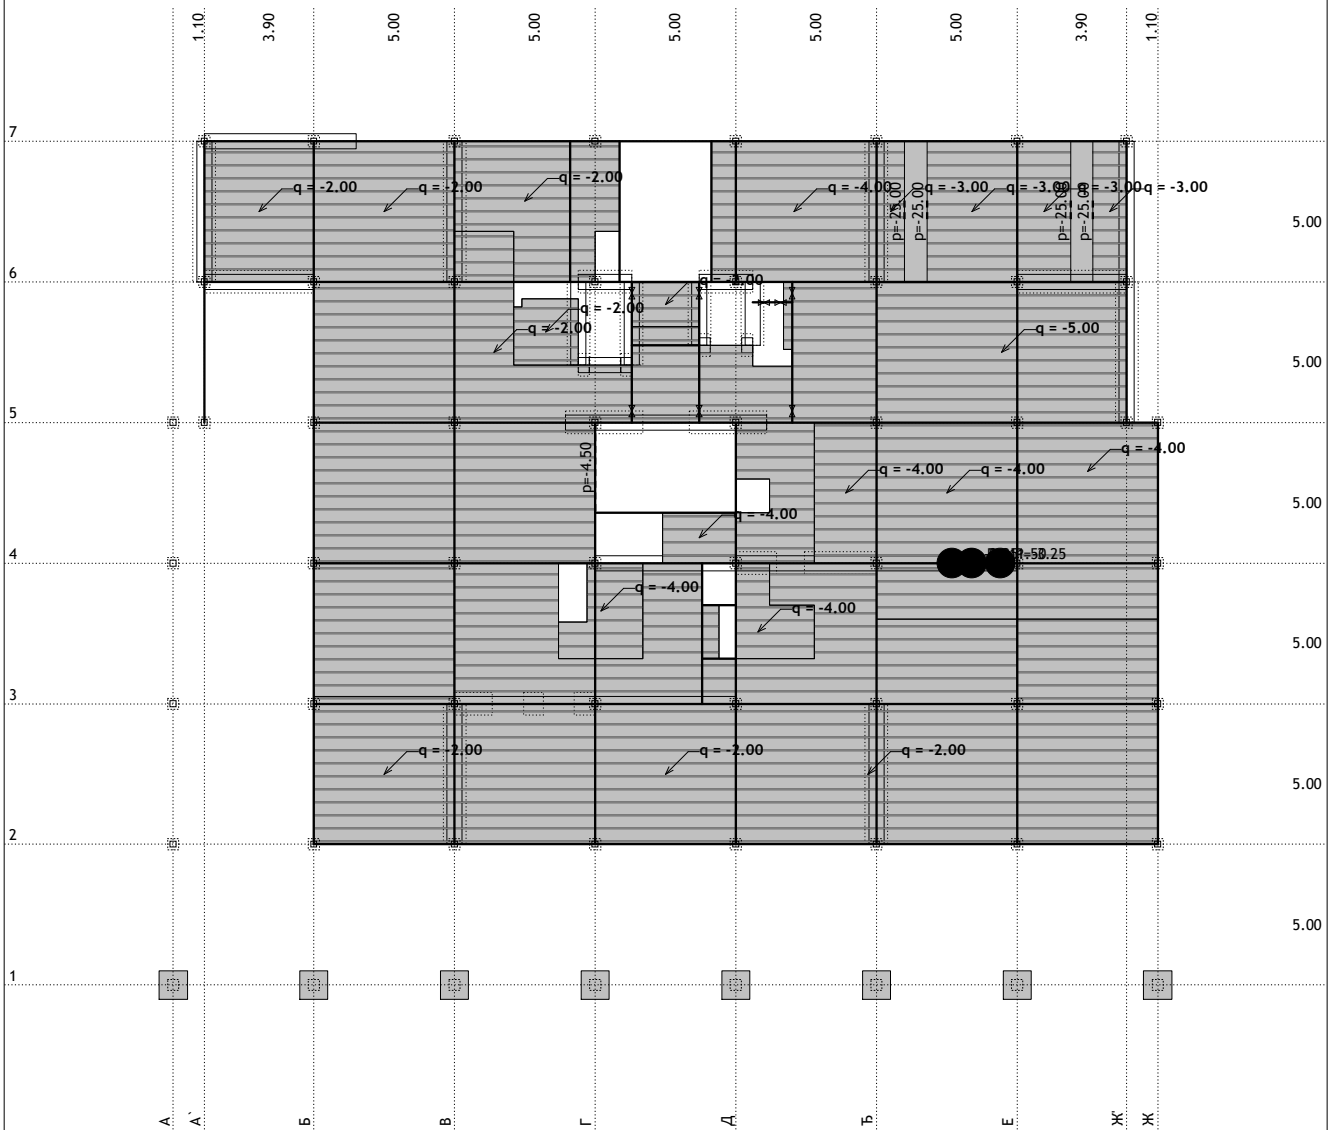 1.10 3.90 5.00 5.00 5.00 5.00 5.00 3.90 1.10
7
q = -2.00 q = -2.00 q = -2.00 q = -4.00 q = -3.00 q = -3.00 q = -3.00 q = -3.00
p=-25.00 p=-25.00 p=-25.00 p=-25.00
5.00
6
q = -2.00
q = -2.00
q = -2.00 q = -5.00
5.00
5
q = -4.00
p=-4.50 q = -4.00 q = -4.00
5.00
q = -4.00
4
q = -4.00
q = -4.00
5.00
3
q = -2.00 q = -2.00 q = -2.00
5.00
2
5.00
1
А А` Б В Г Д Ђ Е Ж' Ж